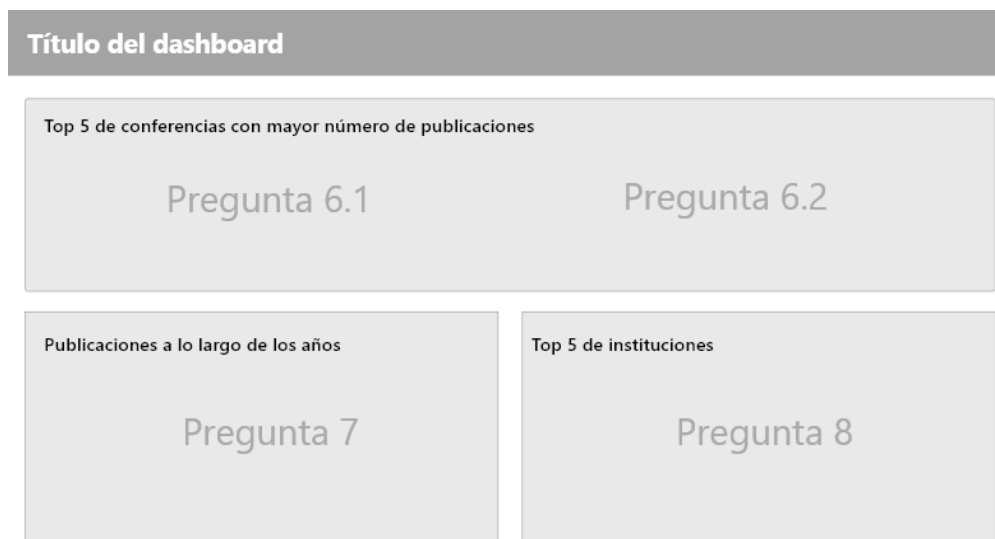 Título del dashboard
Top 5 de conferencias con mayor número de publicaciones
Pregunta 6.1
Pregunta 6.2
Publicaciones a lo largo de los años
Top 5 de instituciones
Pregunta 7
Pregunta 8